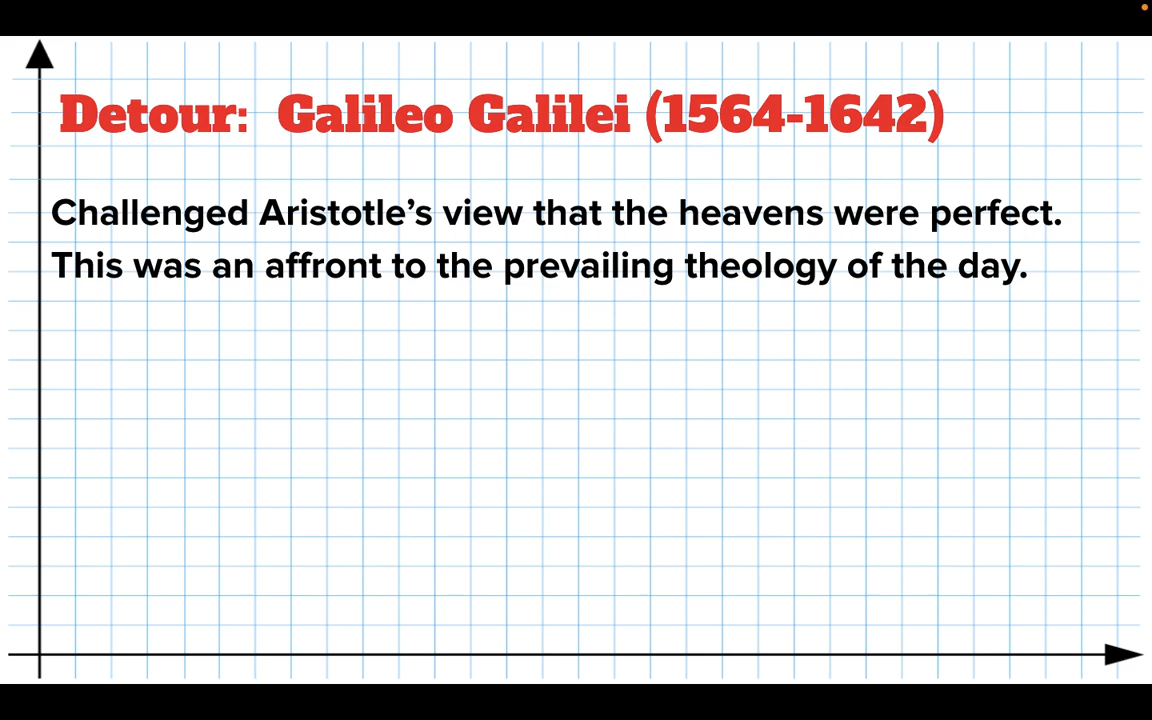 Detour:  Galileo Galilei (1564-1642)
Challenged Aristotle’s view that the heavens were perfect.
This was an affront to the prevailing theology of the day.